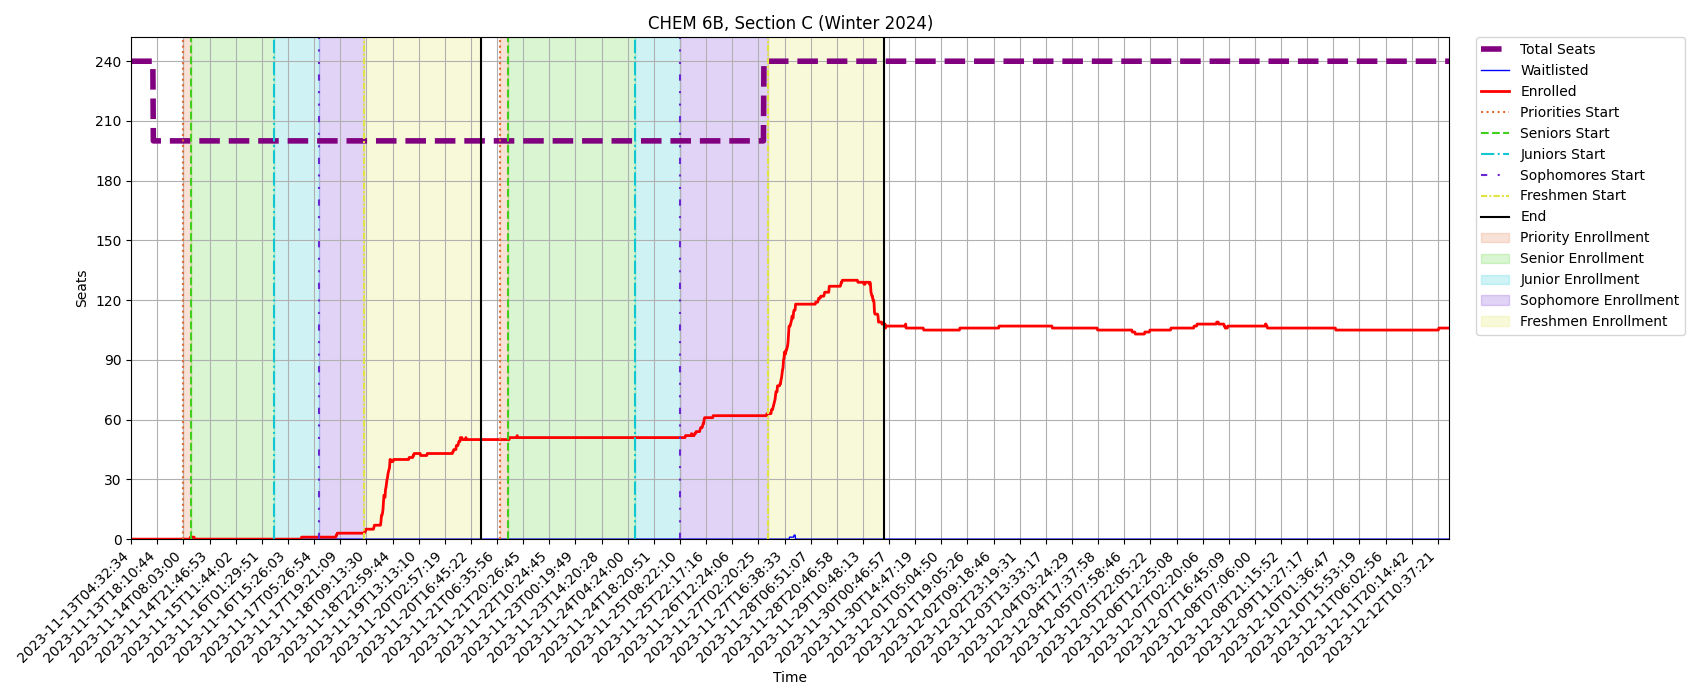 CHEM 6B, Section C (Winter 2024)
Seats
240
210
180
150
120
90
60
30
0
2023-11-13T04:32:34
2023-11-13T18:10:44
2023-11-14T08:03:00
2023-11-14T21:46:53
2023-11-15T11:44:02
2023-11-16T01:29:51
2023-11-16T15:26:03
2023-11-17T05:26:54
2023-11-17T19:21:09
2023-11-18T09:13:30
2023-11-18T22:59:44
2023-11-19T13:13:10
2023-11-20T02:57:19
2023-11-20T16:45:22
2023-11-21T06:35:56
2023-11-21T20:26:45
2023-11-22T10:24:45
2023-11-23T00:19:49
2023-11-23T14:20:28
2023-11-24T04:24:00
2023-11-24T18:20:51
2023-11-25T08:22:10
2023-11-25T22:17:16
2023-11-26T12:24:06
2023-11-27T02:20:25
2023-11-27T16:38:33
2023-11-28T06:51:07
2023-11-28T20:46:58
2023-11-29T10:48:13
2023-11-30T00:46:57
2023-11-30T14:47:19
2023-12-01T05:04:50
2023-12-01T19:05:26
2023-12-02T09:18:46
2023-12-02T23:19:31
2023-12-03T13:33:17
2023-12-04T03:24:29
2023-12-04T17:37:58
2023-12-05T07:58:46
2023-12-05T22:05:22
2023-12-06T12:25:08
2023-12-07T02:20:06
2023-12-07T16:45:09
2023-12-08T07:06:00
2023-12-08T21:15:52
2023-12-09T11:27:17
2023-12-10T01:36:47
2023-12-10T15:53:19
2023-12-11T06:02:56
2023-12-11T20:14:42
2023-12-12T10:37:21
Time
Total Seats
Waitlisted
Enrolled
Priorities Start
Seniors Start
Juniors Start
Sophomores Start
Freshmen Start
End
Priority Enrollment
Senior Enrollment
Junior Enrollment
Sophomore Enrollment
Freshmen Enrollment